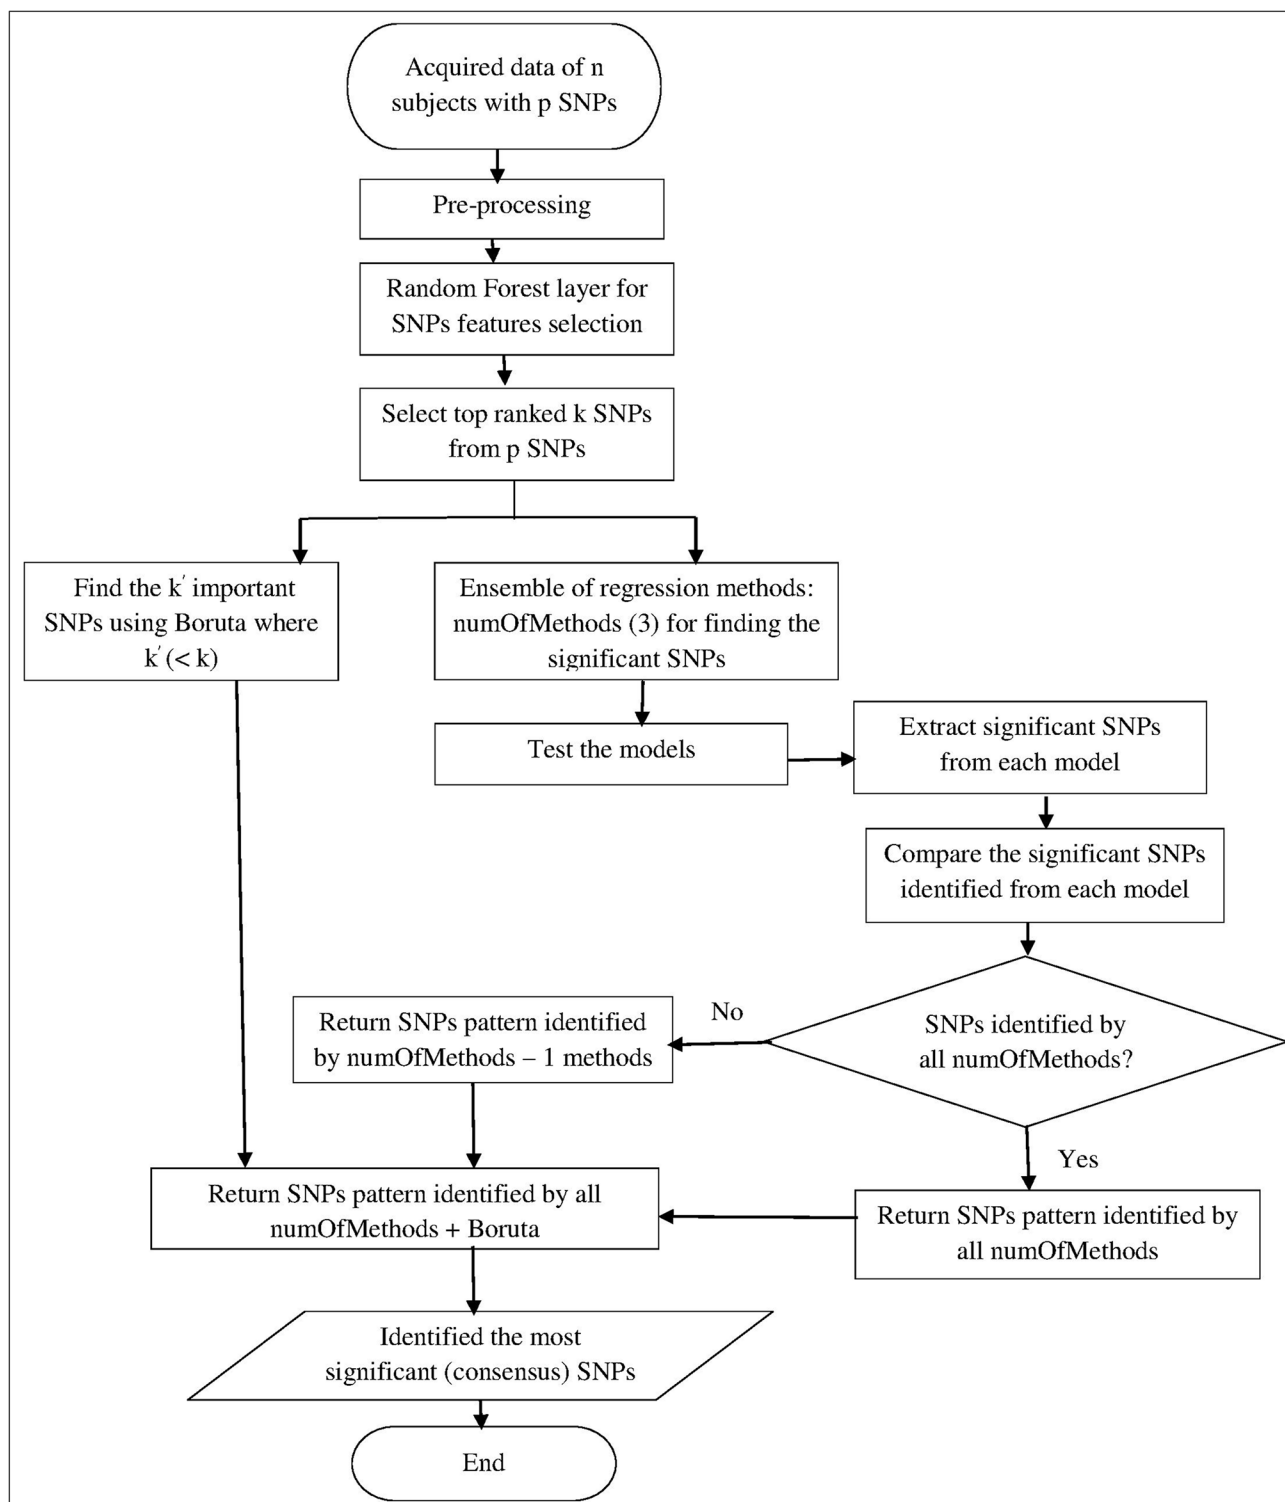 Acquired data of n
subjects with p SNPs
Pre-processing
Random Forest layer for
SNPs features selection
Select top ranked k SNPs
from p SNPs
Find the k′ important
SNPs using Boruta where
k′ (< k)
Ensemble of regression methods:
numOfMethods (3) for finding the
significant SNPs
Test the models
Extract significant SNPs
from each model
Compare the significant SNPs
identified from each model
SNPs identified by
all numOfMethods?
No
Return SNPs pattern identified
by numOfMethods – 1 methods
Yes
Return SNPs pattern identified by
all numOfMethods
Return SNPs pattern identified by all
numOfMethods + Boruta
Identified the most
significant (consensus) SNPs
End